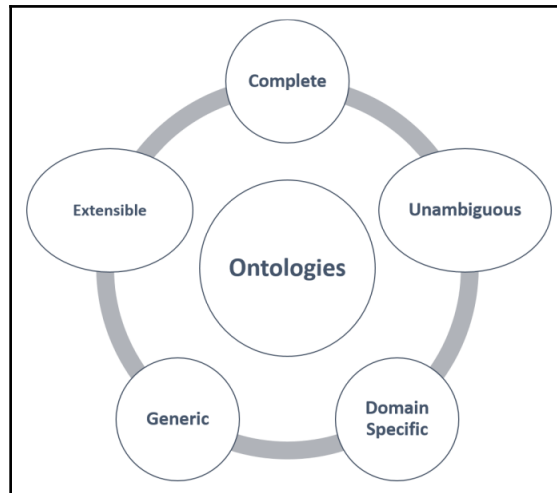 Complete
Extensible
Unambiguous
Ontologies
Generic
Domain
Specific